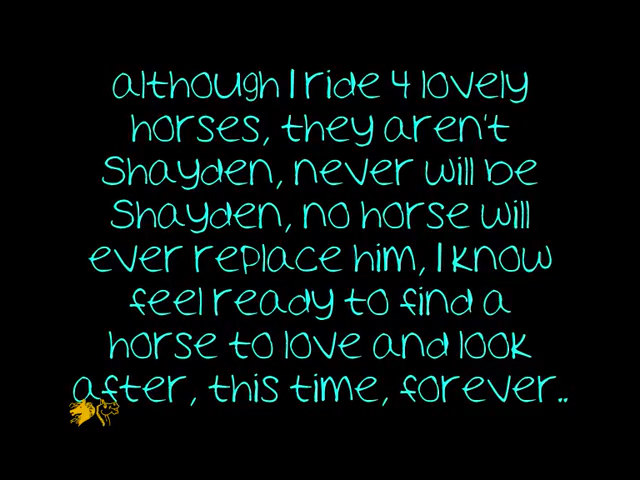 although I ride 4 lovely
horses, they aren't
Shayden, never will be
Shayden, no horse will
ever replace him, I know
feel ready to find a
horse to love and look
after, this time, forever..